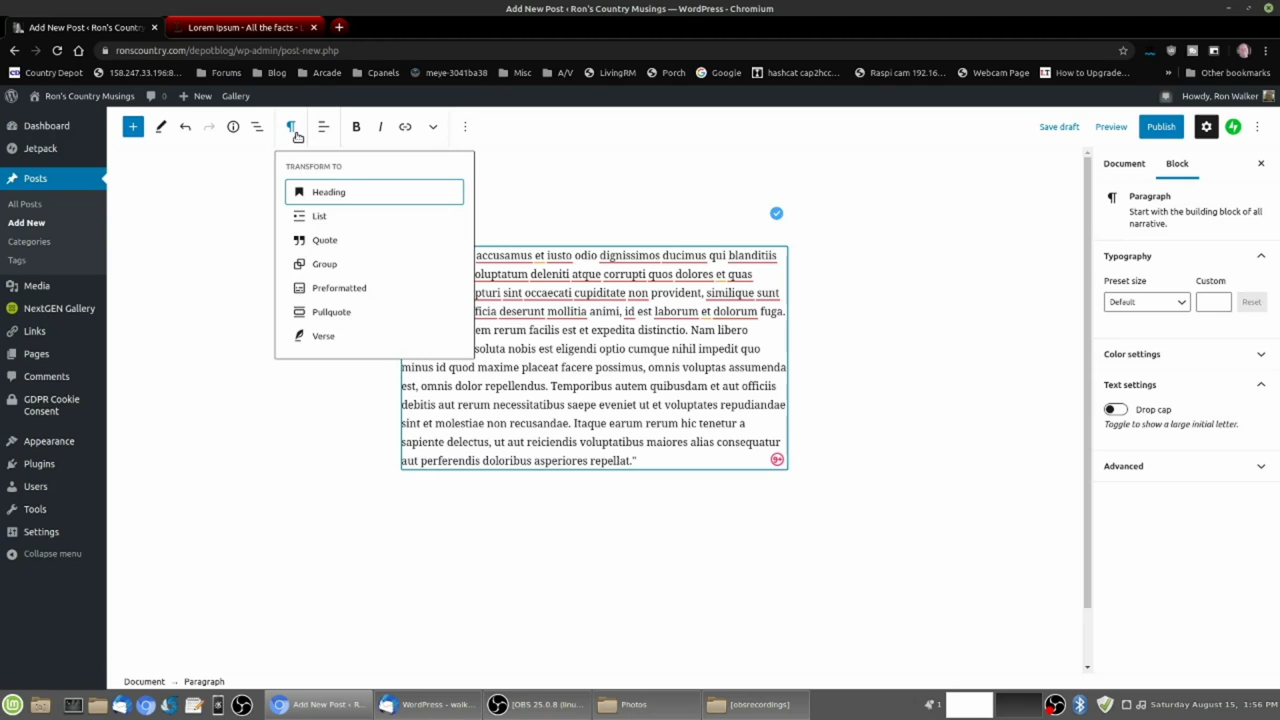 Add New Post ‹ Ron's Country Musings — WordPress - Chromium
Add New Post ‹ Ron's Countr
Lorem Ipsum - All the facts - L
ronscountry.com/depotblog/wp-admin/post-new.php
Country Depot
158.247.33.196:8...
Forums
Blog
Arcade
Cpanels
meye-3041ba38
Misc
A/V
LivingRM
Porch
Google
hashcat cap2hcc...
Raspi cam 192.16...
Webcam Page
How to Upgrade...
»
Other bookmarks
Ron's Country Musings
0
New
Gallery
Howdy, Ron Walker
Dashboard
Jetpack
Posts
All Posts
Add New
Categories
Tags
Media
NextGEN Gallery
Links
Pages
Comments
GDPR Cookie
Consent
Appearance
Plugins
Users
Tools
Settings
Collapse menu
B
I
Save draft
Preview
Publish
TRANSFORM TO
Heading
List
Quote
Group
Preformatted
Pullquote
Verse
accusamus et iusto odio dignissimos ducimus qui blanditiis
oluptatum deleniti atque corrupti quos dolores et quas
pturi sint occaecati cupiditate non provident, similique sunt
ficia deserunt mollitia animi, id est laborum et dolorum fuga.
em rerum facilis est et expedita distinctio. Nam libero
soluta nobis est eligendi optio cumque nihil impedit quo
minus id quod maxime placeat facere possimus, omnis voluptas assumenda
est, omnis dolor repellendus. Temporibus autem quibusdam et aut officiis
debitis aut rerum necessitatibus saepe eveniet ut et voluptates repudiandae
sint et molestiae non recusandae. Itaque earum rerum hic tenetur a
sapiente delectus, ut aut reiciendis voluptatibus maiores alias consequatur
aut perferendis doloribus asperiores repellat."
9+
Document
Block
Paragraph
Start with the building block of all
narrative.
Typography
Preset size
Custom
Default
Reset
Color settings
Text settings
Drop cap
Toggle to show a large initial letter.
Advanced
Document → Paragraph
Add New Post ‹ R...
WordPress - walk...
[OBS 25.0.8 (linu...
Photos
[obsrecordings]
1
Saturday August 15, 1:56 PM